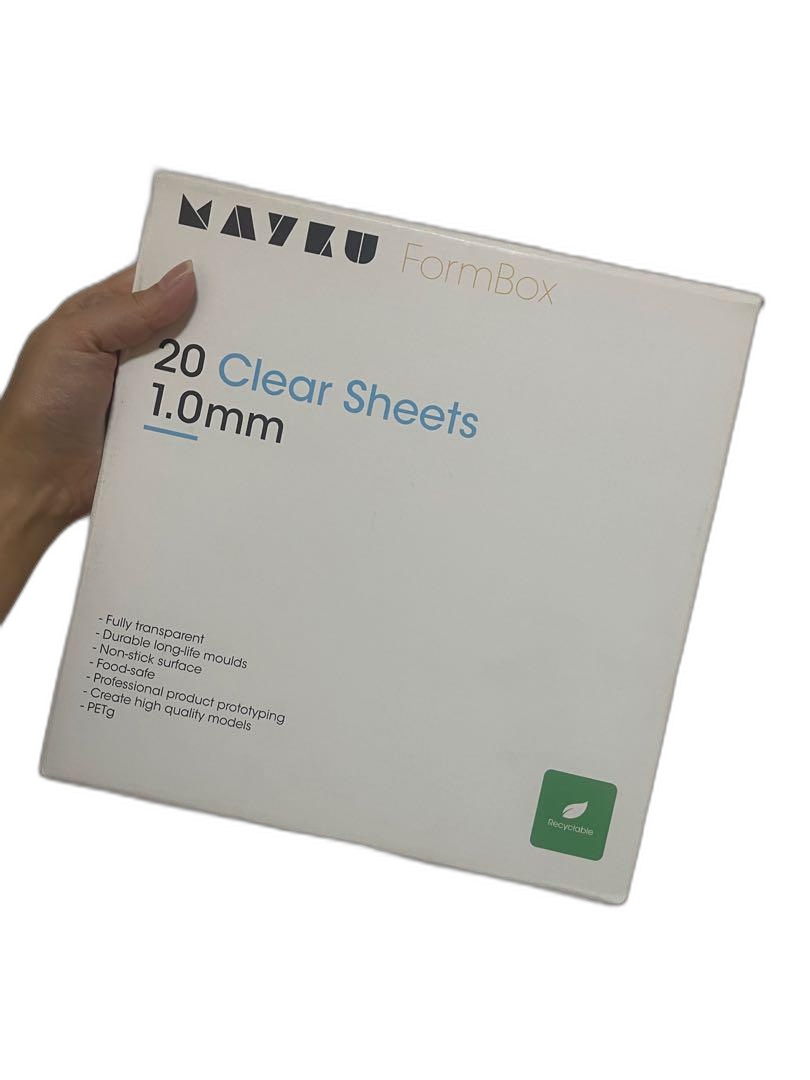 MAYKU FormBox
20 Clear Sheets
1.0mm
- Fully transparent
- Durable long-life moulds
- Non-stick surface
- Food-safe
- Professional product prototyping
- Create high quality models
- PETg
Recyclable